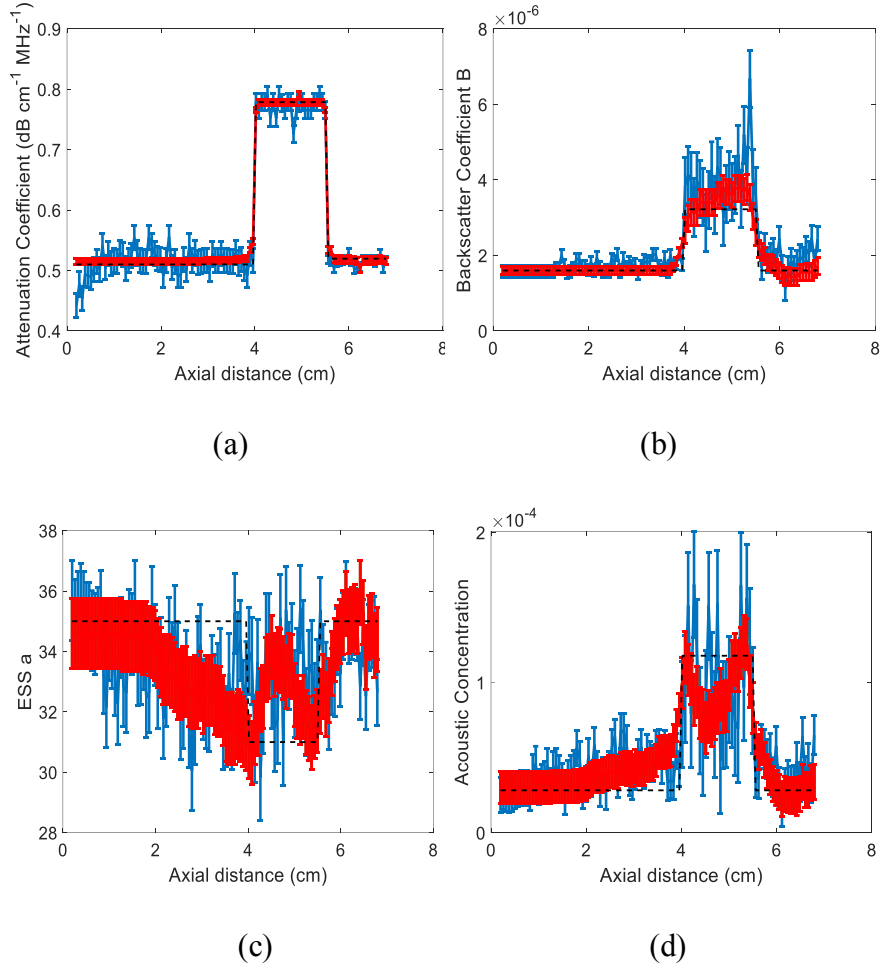 0.9
0.8
0.7
0.6
0.5
0.4
0 2 4 6 8
Attenuation Coefficient (dB cm⁻¹ MHz⁻¹)
Axial distance (cm)
(a)
×10⁻⁶
8
6
4
2
0
0 2 4 6 8
Backscatter Coefficient B
Axial distance (cm)
(b)
38
36
34
32
30
28
0 2 4 6 8
ESS a
Axial distance (cm)
(c)
×10⁻⁴
2
1
0
0 2 4 6 8
Acoustic Concentration
Axial distance (cm)
(d)